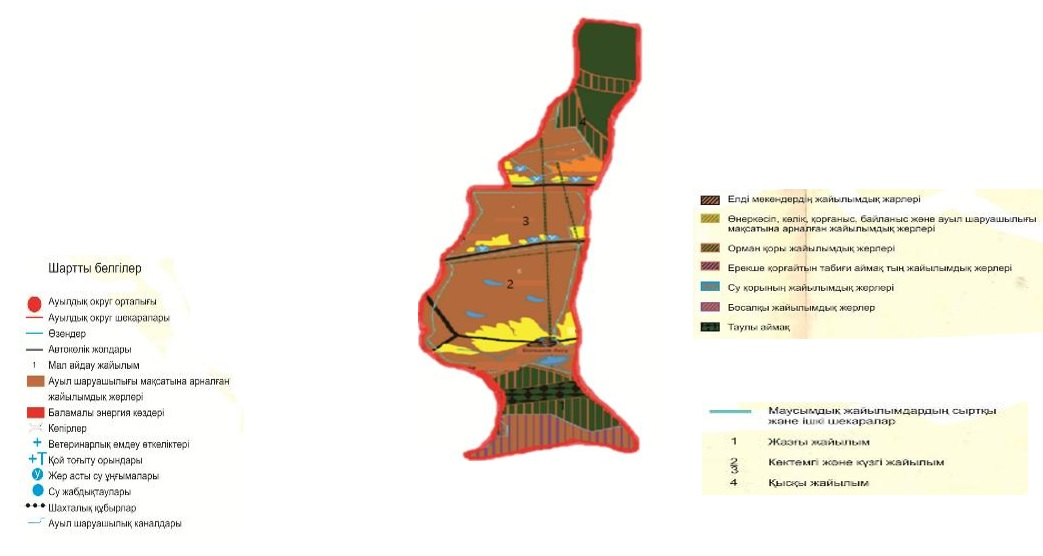 4
3
2
Елді мекендердің жайылымдық жәрлері
Өнеркәсіп, көлік, қорғаныс, байланыс және ауыл шаруашылығы
мақсатына арналған жайылымдық жерлері
Орман қоры жайылымдық жерлері
Ерекше қорғайтын табиғи аймақ тың жайылымдық жерлері
Су қорының жайылымдық жерлері
Босалқы жайылымдық жерлер
Таулы аймақ
Шартты белгілер
Ауылдық округ орталығы
Ауылдық округ шекаралары
Өзендер
Автокөлік жолдары
1 Мал айдау жайылым
Ауыл шаруашылығы мақсатына арналған
жайылымдық жерлері
Баламалы энергия көздері
Көпірлер
Ветеринарлық емдеу өткеліктері
+Т Қой тоғыту орындары
У Жер асты су ұңғымалары
Су жабдықтаулары
Шахталық құбырлар
Ауыл шаруашылық каналдары
Маусымдық жайылымдардың сыртқы
және ішкі шекаралар
1 Жазғы жайылым
2
3 Көктемгі және күзгі жайылым
4 Қысқы жайылым